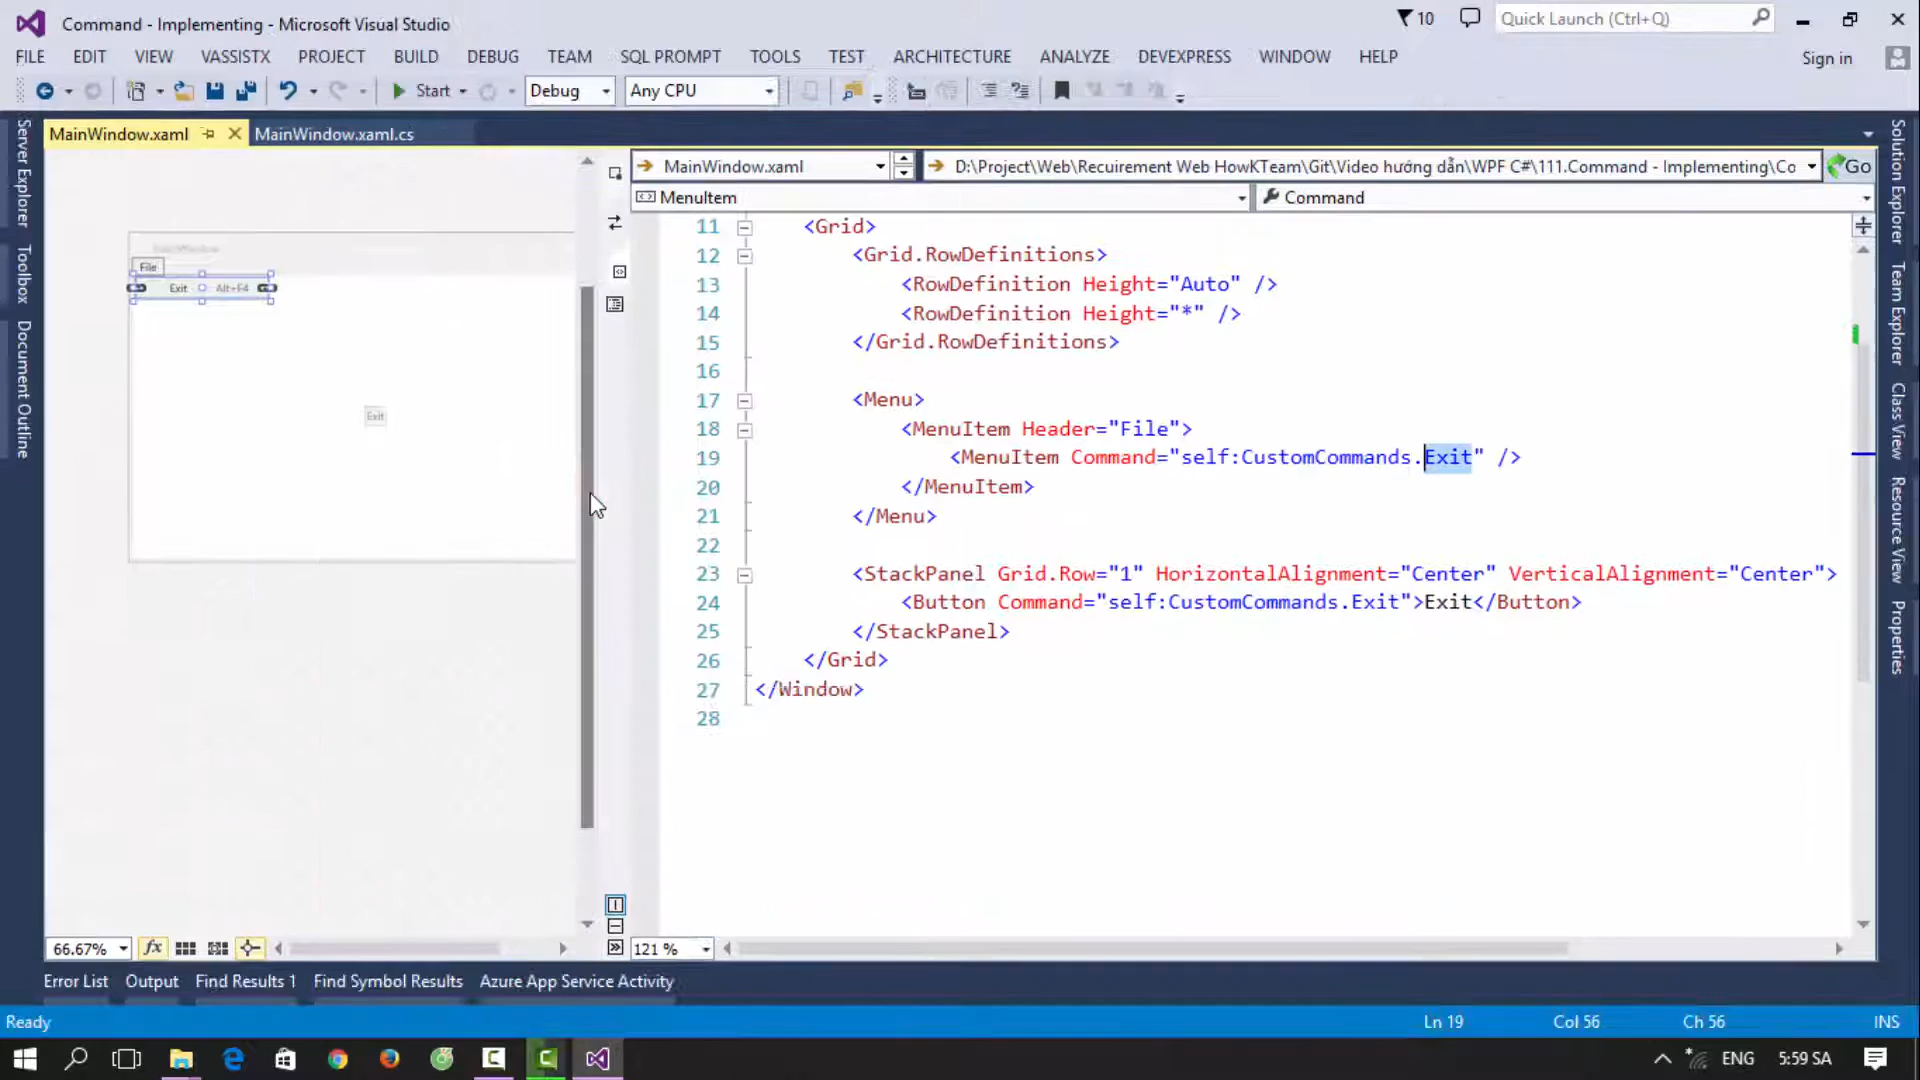 Command - Implementing - Microsoft Visual Studio
10
Quick Launch (Ctrl+Q)
FILE EDIT VIEW VASSISTX PROJECT BUILD DEBUG TEAM SQL PROMPT TOOLS TEST ARCHITECTURE ANALYZE DEVEXPRESS WINDOW HELP
Sign in
Start Debug Any CPU
MainWindow.xaml MainWindow.xaml.cs
Server Explorer
Toolbox
Document Outline
File
Exit Alt+F4
Exit
MainWindow.xaml
D:\Project\Web\Recuirement Web HowKTeam\Git\Video hướng dẫn\WPF C#\111.Command - Implementing\Co
Go
MenuItem Command
11 <Grid>
12 <Grid.RowDefinitions>
13 <RowDefinition Height="Auto" />
14 <RowDefinition Height="*" />
15 </Grid.RowDefinitions>
16
17 <Menu>
18 <MenuItem Header="File">
19 <MenuItem Command="self:CustomCommands.Exit" />
20 </MenuItem>
21 </Menu>
22
23 <StackPanel Grid.Row="1" HorizontalAlignment="Center" VerticalAlignment="Center">
24 <Button Command="self:CustomCommands.Exit">Exit</Button>
25 </StackPanel>
26 </Grid>
27 </Window>
28
Solution Explorer
Team Explorer
Class View
Resource View
Properties
66.67% fx
121 %
Error List Output Find Results 1 Find Symbol Results Azure App Service Activity
Ready Ln 19 Col 56 Ch 56 INS
ENG 5:59 SA